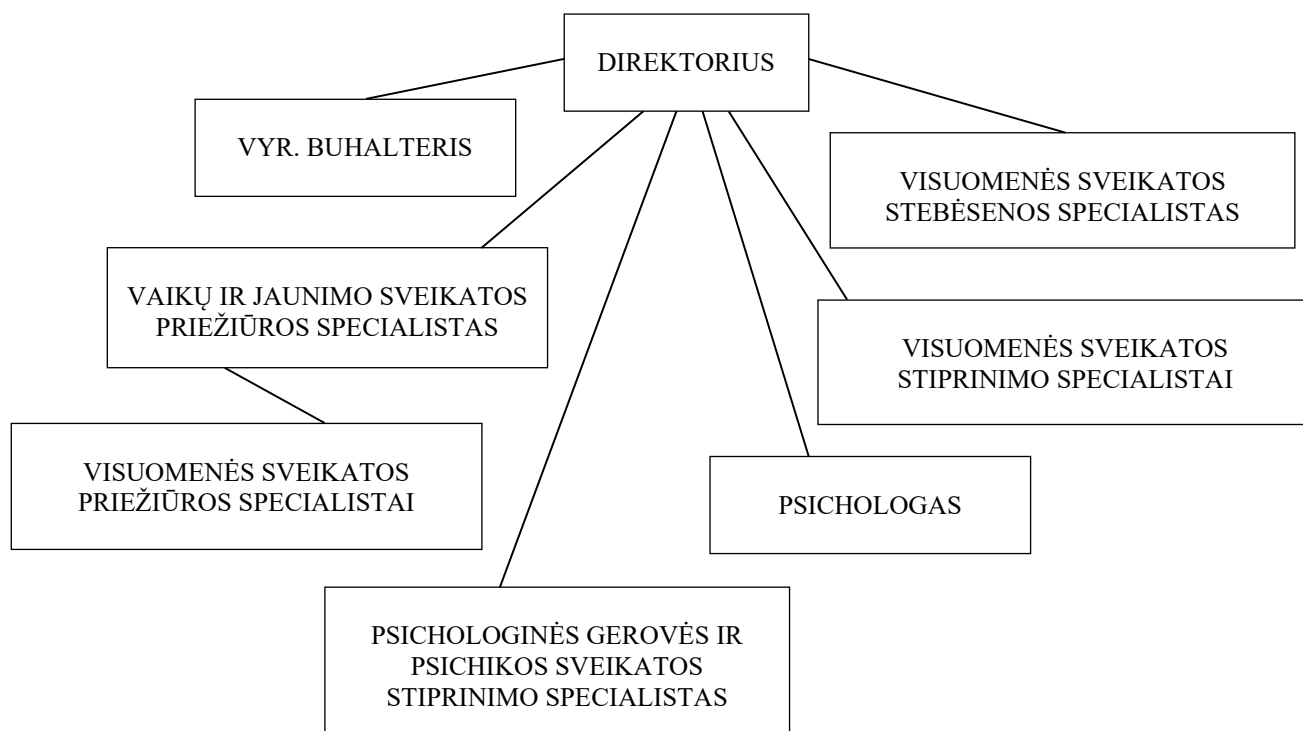 DIREKTORIUS
VYR. BUHALTERIS
VISUOMENĖS SVEIKATOS
STEBĖSENOS SPECIALISTAS
VAIKŲ IR JAUNIMO SVEIKATOS
PRIEŽIŪROS SPECIALISTAS
VISUOMENĖS SVEIKATOS
STIPRINIMO SPECIALISTAI
VISUOMENĖS SVEIKATOS
PRIEŽIŪROS SPECIALISTAI
PSICHOLOGAS
PSICHOLOGINĖS GEROVĖS IR
PSICHIKOS SVEIKATOS
STIPRINIMO SPECIALISTAS